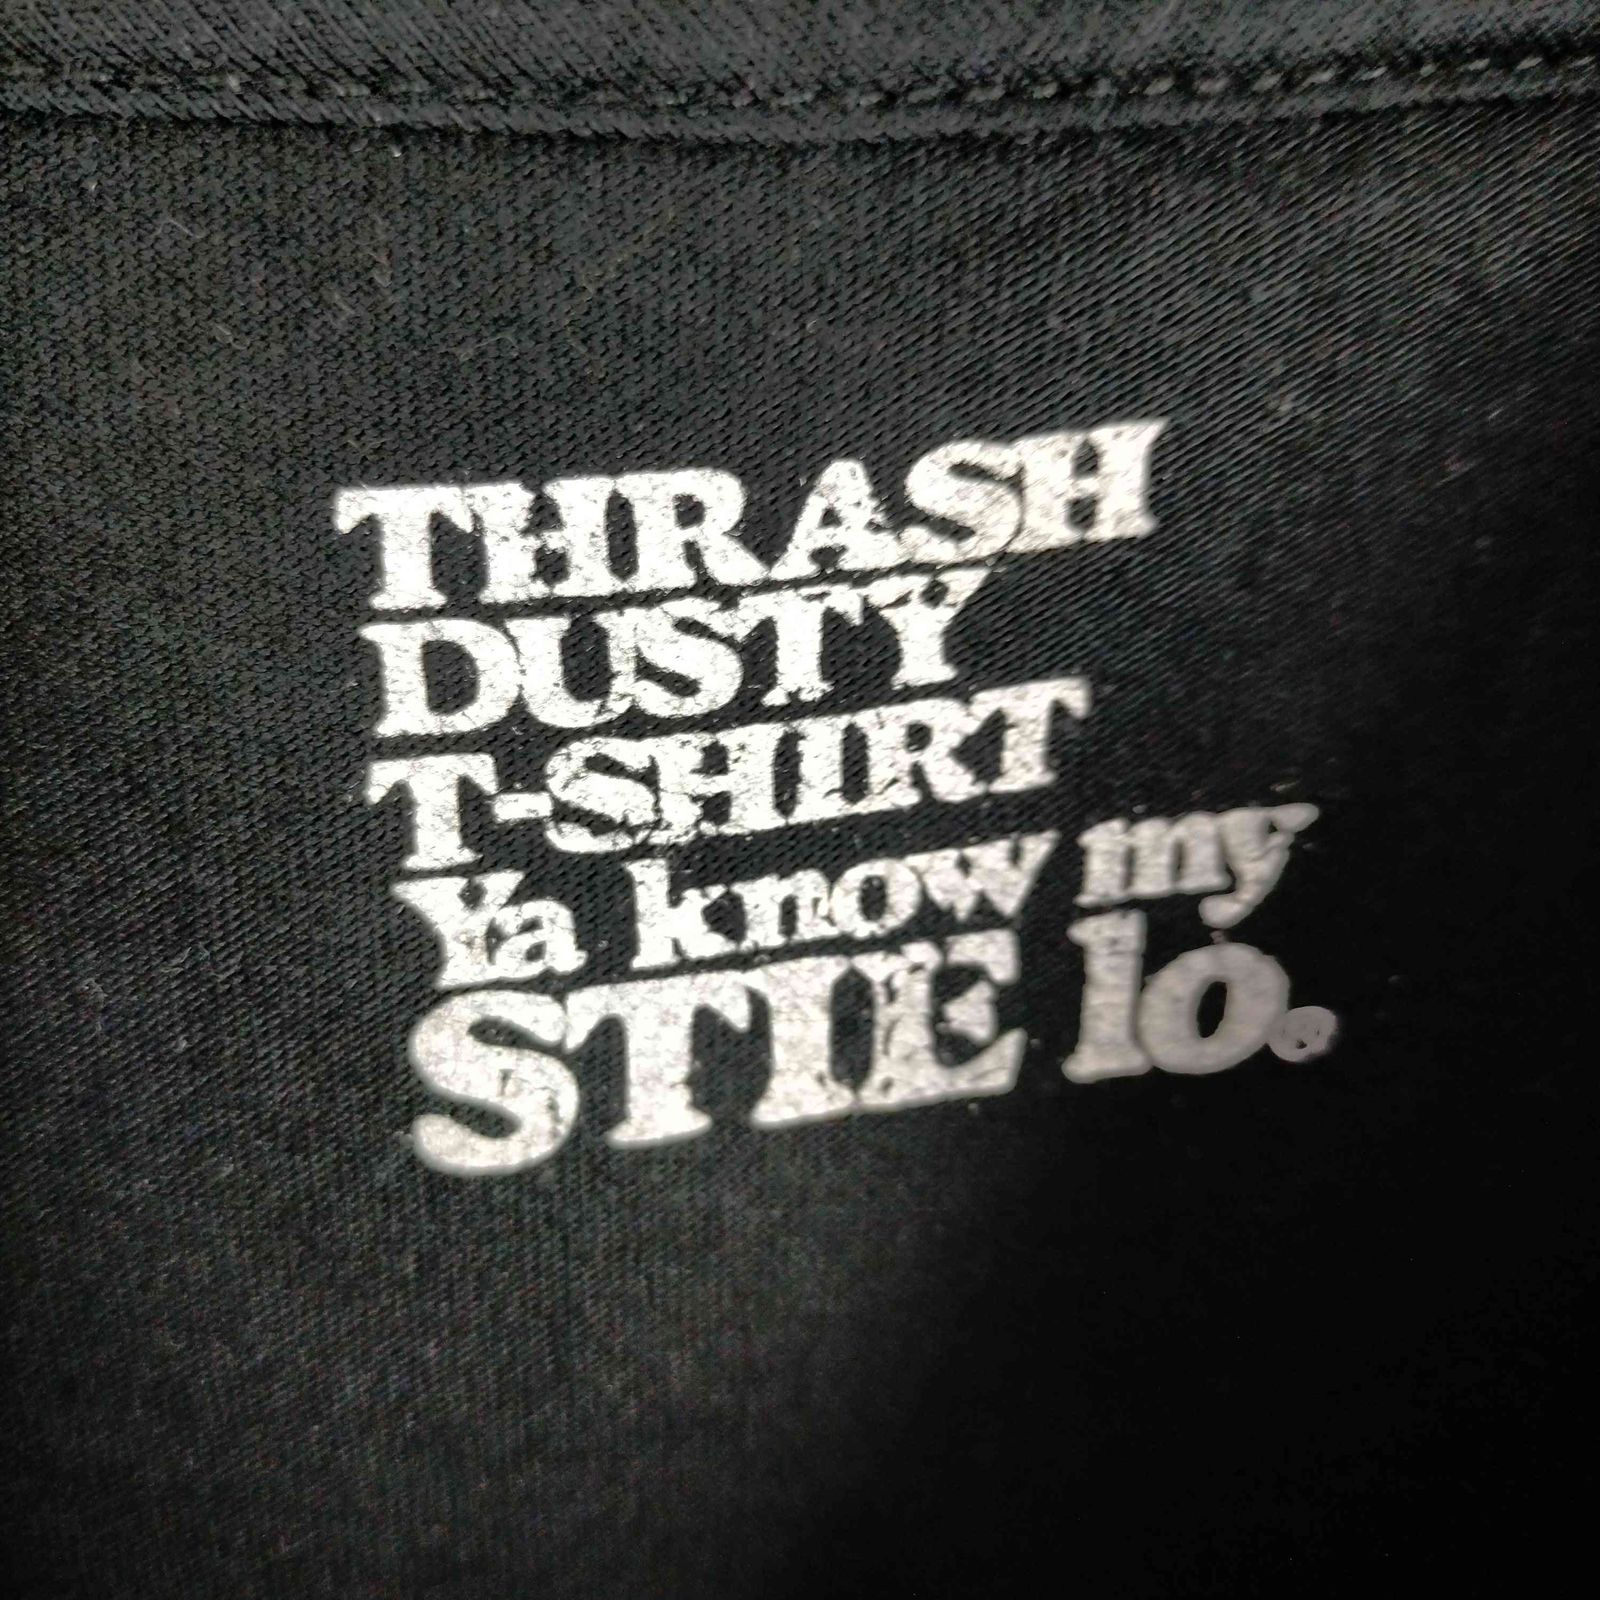 THRASH
DUSTY
T-SHIRT
Ya know my
STIE lo.